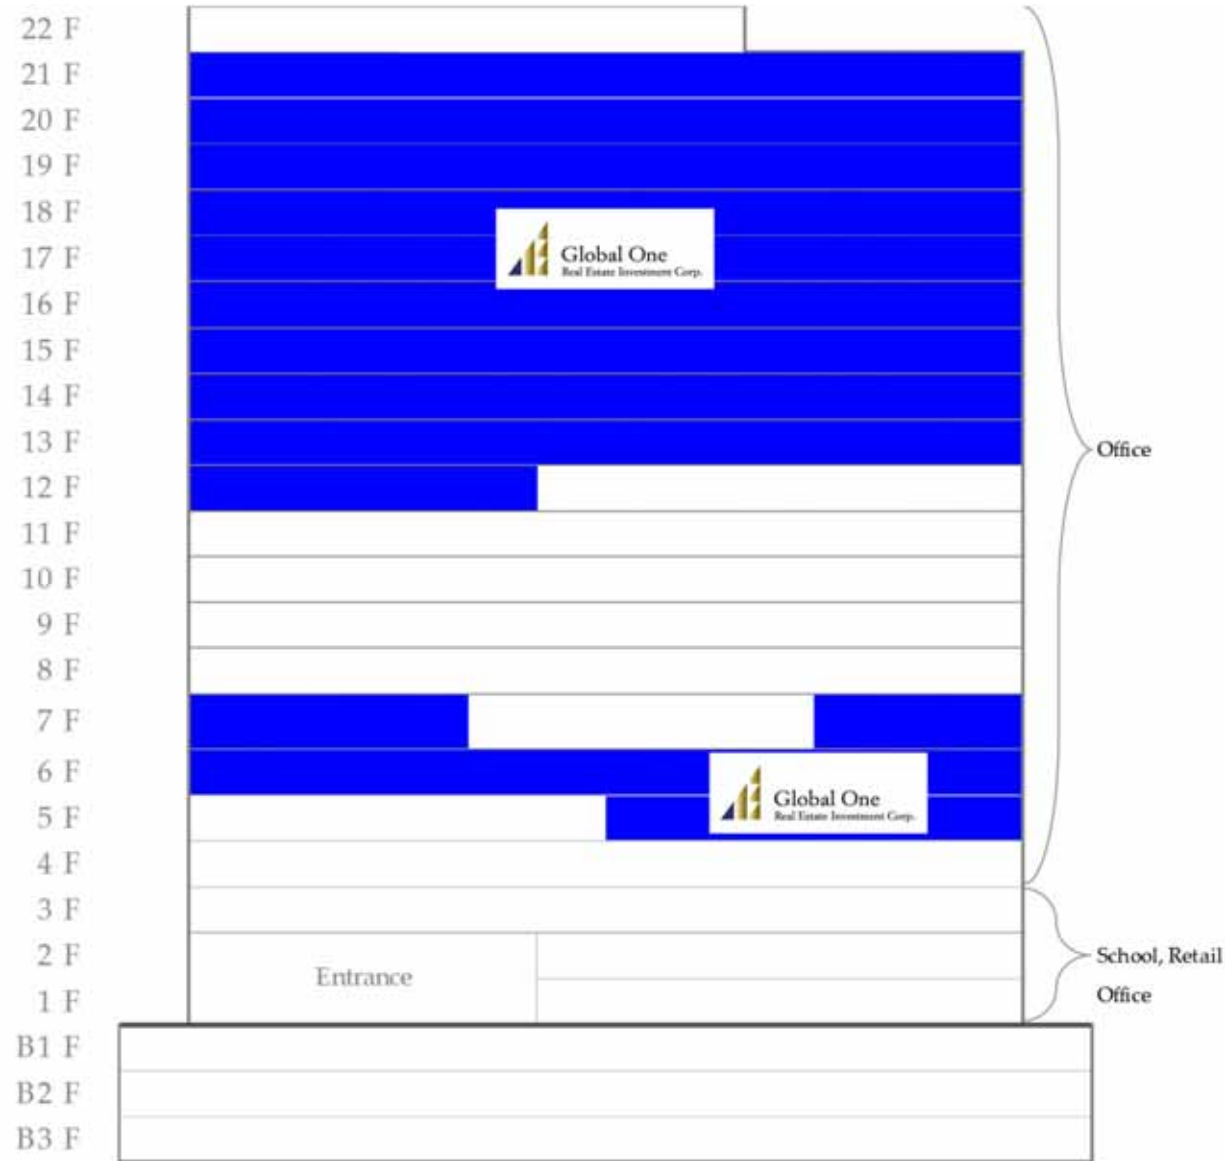 22 F
21 F
20 F
19 F
18 F
17 F
Global One
Real Estate Investment Corp.
16 F
15 F
14 F
13 F
Office
12 F
11 F
10 F
9 F
8 F
7 F
6 F
Global One
Real Estate Investment Corp.
5 F
4 F
3 F
2 F
School, Retail
Entrance
1 F
Office
B1 F
B2 F
B3 F